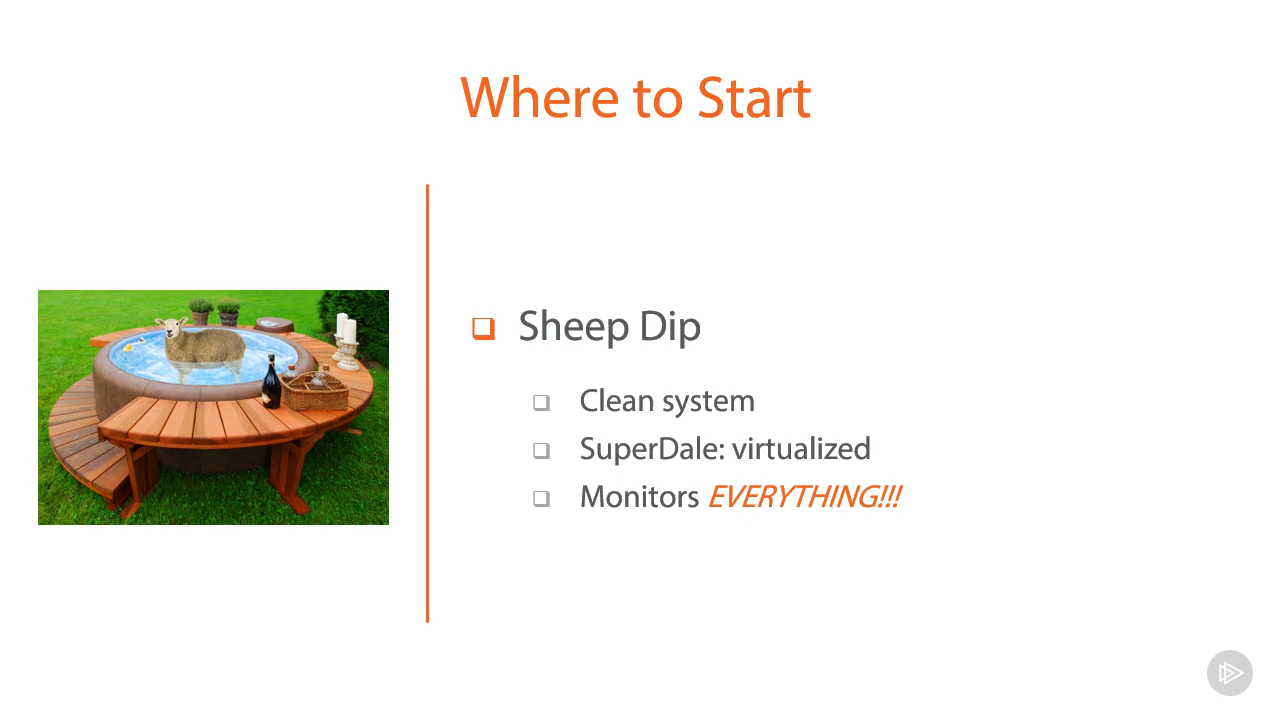 Where to Start
Sheep Dip
Clean system
SuperDale: virtualized
Monitors EVERYTHING!!!